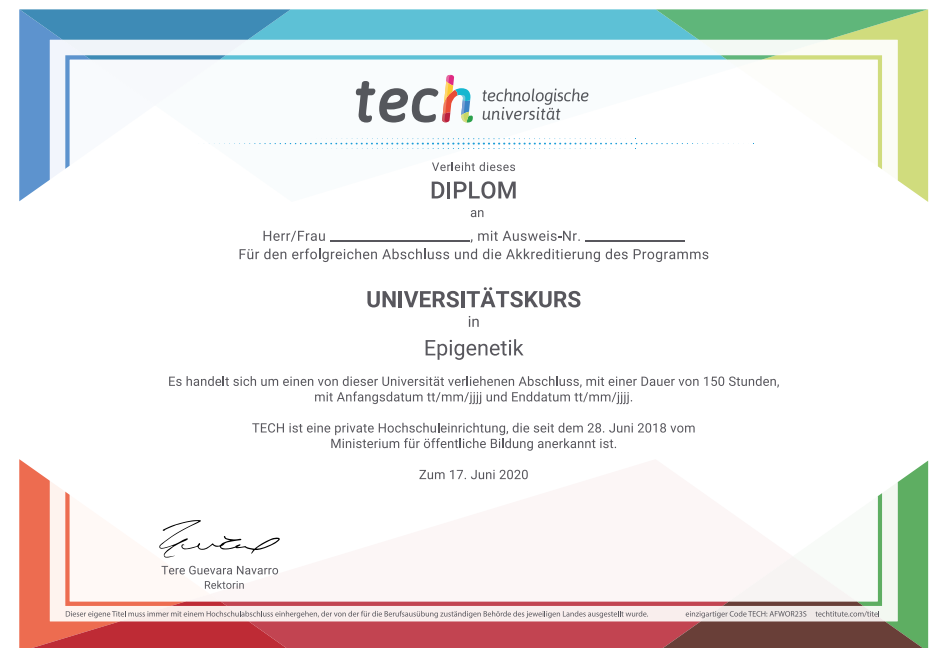 tech technologische
universität
Verleiht dieses
DIPLOM
an
Herr/Frau ____________________, mit Ausweis-Nr. ______________
Für den erfolgreichen Abschluss und die Akkreditierung des Programms
UNIVERSITÄTSKURS
in
Epigenetik
Es handelt sich um einen von dieser Universität verliehenen Abschluss, mit einer Dauer von 150 Stunden,
mit Anfangsdatum tt/mm/jjjj und Enddatum tt/mm/jjjj.
TECH ist eine private Hochschuleinrichtung, die seit dem 28. Juni 2018 vom
Ministerium für öffentliche Bildung anerkannt ist.
Zum 17. Juni 2020
Tere Guevara Navarro
Rektorin
Dieser eigene Titel muss immer mit einem Hochschulabschluss einhergehen, der von der für die Berufsausübung zuständigen Behörde des jeweiligen Landes ausgestellt wurde. einzigartiger Code TECH: AFWOR23S techtitute.com/titel